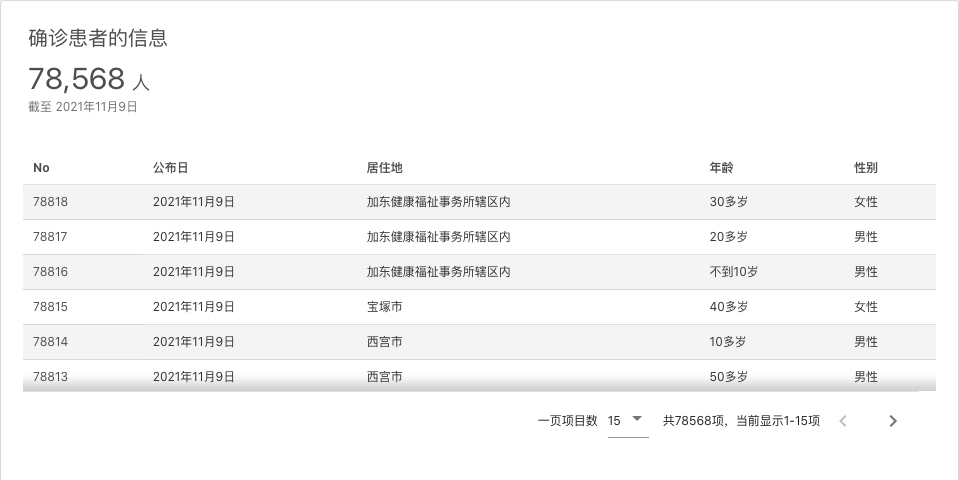 确诊患者的信息
78,568 人
截至 2021年11月9日
No 公布日 居住地 年龄 性别
78818 2021年11月9日 加东健康福祉事务所辖区内 30多岁 女性
78817 2021年11月9日 加东健康福祉事务所辖区内 20多岁 男性
78816 2021年11月9日 加东健康福祉事务所辖区内 不到10岁 男性
78815 2021年11月9日 宝塚市 40多岁 女性
78814 2021年11月9日 西宫市 10多岁 男性
78813 2021年11月9日 西宫市 50多岁 男性
一页项目数 15 共78568项，当前显示1-15项